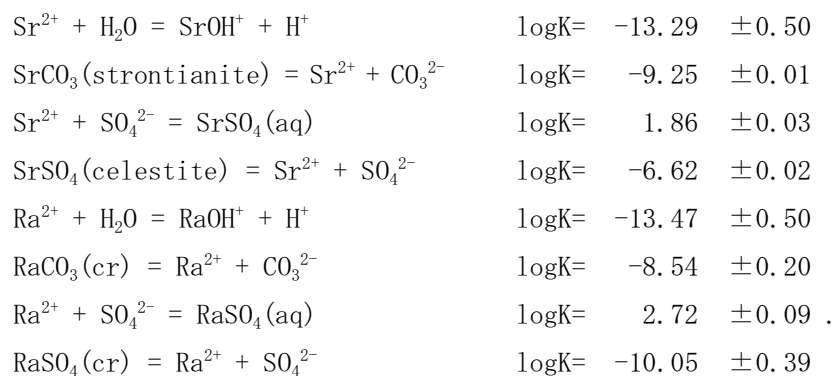 Sr²⁺ + H₂O = SrOH⁺ + H⁺ logK= -13.29 ±0.50
SrCO₃(strontianite) = Sr²⁺ + CO₃²⁻ logK= -9.25 ±0.01
Sr²⁺ + SO₄²⁻ = SrSO₄(aq) logK= 1.86 ±0.03
SrSO₄(celestite) = Sr²⁺ + SO₄²⁻ logK= -6.62 ±0.02
Ra²⁺ + H₂O = RaOH⁺ + H⁺ logK= -13.47 ±0.50
RaCO₃(cr) = Ra²⁺ + CO₃²⁻ logK= -8.54 ±0.20
Ra²⁺ + SO₄²⁻ = RaSO₄(aq) logK= 2.72 ±0.09 .
RaSO₄(cr) = Ra²⁺ + SO₄²⁻ logK= -10.05 ±0.39